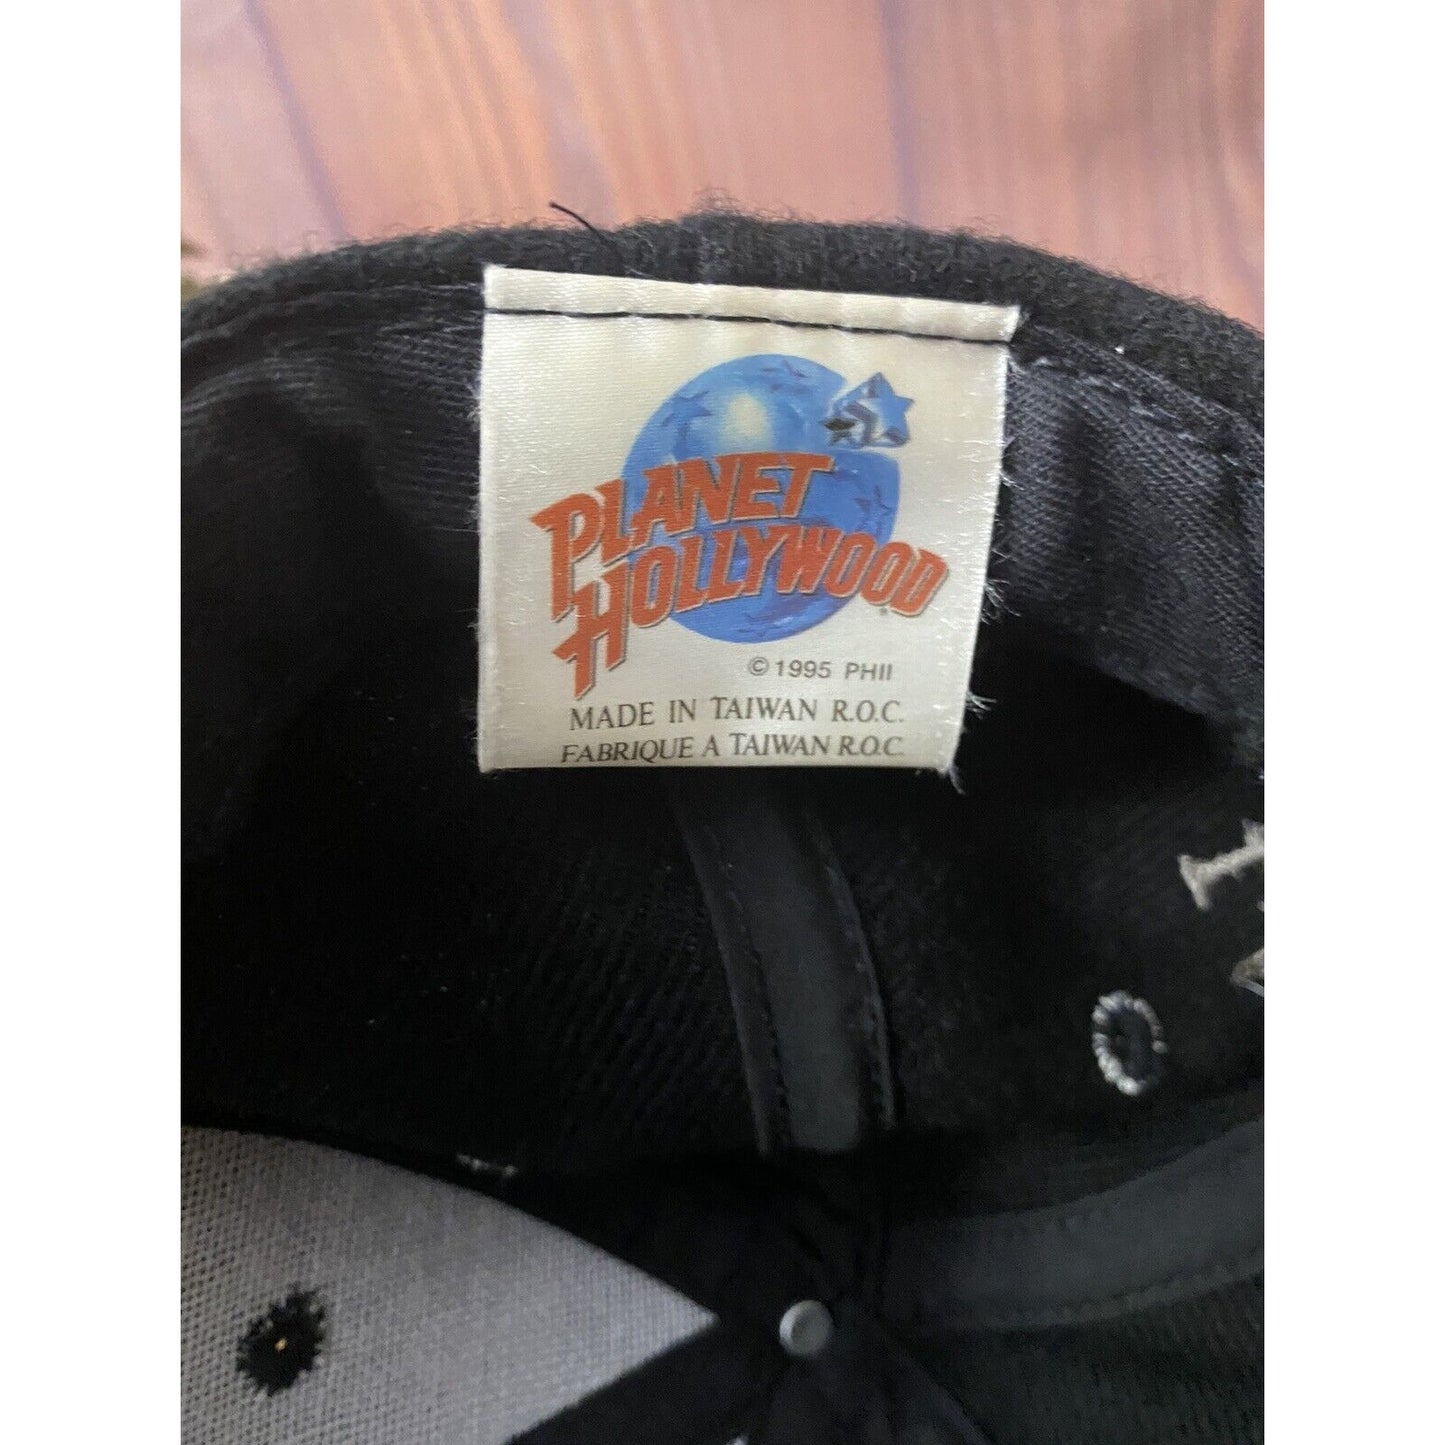 PLANET
HOLLYWOOD®
© 1995 PHII
MADE IN TAIWAN R.O.C.
FABRIQUE A TAIWAN R.O.C.